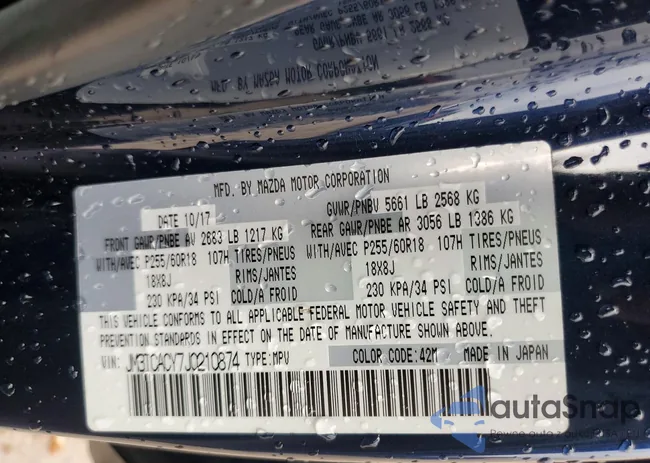 MFD. BY MAZDA MOTOR CORPORATION
DATE 10/17 GVWR/PNBV 5661 LB 2568 KG
FRONT GAWR/PNBE AV 2683 LB 1217 KG REAR GAWR/PNBE AR 3056 LB 1386 KG
WITH/AVEC P255/60R18 107H TIRES/PNEUS WITH/AVEC P255/60R18 107H TIRES/PNEUS
18X8J RIMS/JANTES 18X8J RIMS/JANTES
230 KPA/34 PSI COLD/A FROID 230 KPA/34 PSI COLD/A FROID
THIS VEHICLE CONFORMS TO ALL APPLICABLE FEDERAL MOTOR VEHICLE SAFETY AND THEFT
PREVENTION STANDARDS IN EFFECT ON THE DATE OF MANUFACTURE SHOWN ABOVE.
VIN: JM3TCACY7J0210874 TYPE:MPV COLOR CODE:42M MADE IN JAPAN
autaSnap